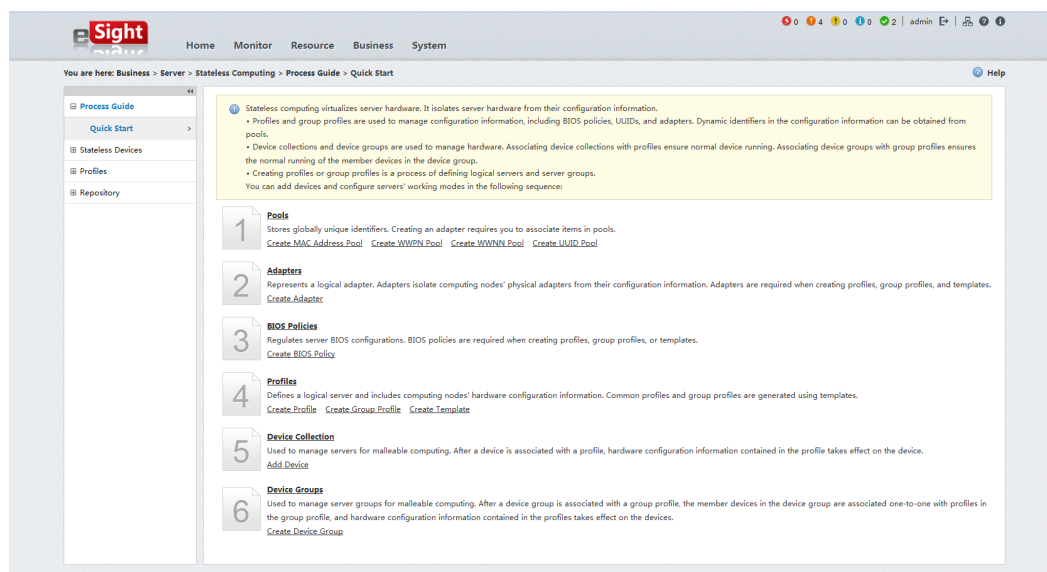 eSight
0 4 0 0 2 | admin
Home Monitor Resource Business System
You are here: Business > Server > Stateless Computing > Process Guide > Quick Start
Help
Process Guide
Quick Start >
Stateless Devices
Profiles
Repository
Stateless computing virtualizes server hardware. It isolates server hardware from their configuration information.
• Profiles and group profiles are used to manage configuration information, including BIOS policies, UUIDs, and adapters. Dynamic identifiers in the configuration information can be obtained from
pools.
• Device collections and device groups are used to manage hardware. Associating device collections with profiles ensure normal device running. Associating device groups with group profiles ensures
the normal running of the member devices in the device group.
• Creating profiles or group profiles is a process of defining logical servers and server groups.
You can add devices and configure servers' working modes in the following sequence:
1
Pools
Stores globally unique identifiers. Creating an adapter requires you to associate items in pools.
Create MAC Address Pool Create WWPN Pool Create WWNN Pool Create UUID Pool
2
Adapters
Represents a logical adapter. Adapters isolate computing nodes' physical adapters from their configuration information. Adapters are required when creating profiles, group profiles, and templates.
Create Adapter
3
BIOS Policies
Regulates server BIOS configurations. BIOS policies are required when creating profiles, group profiles, or templates.
Create BIOS Policy
4
Profiles
Defines a logical server and includes computing nodes' hardware configuration information. Common profiles and group profiles are generated using templates.
Create Profile Create Group Profile Create Template
5
Device Collection
Used to manage servers for malleable computing. After a device is associated with a profile, hardware configuration information contained in the profile takes effect on the device.
Add Device
6
Device Groups
Used to manage server groups for malleable computing. After a device group is associated with a group profile, the member devices in the device group are associated one-to-one with profiles in
the group profile, and hardware configuration information contained in the profiles takes effect on the devices.
Create Device Group